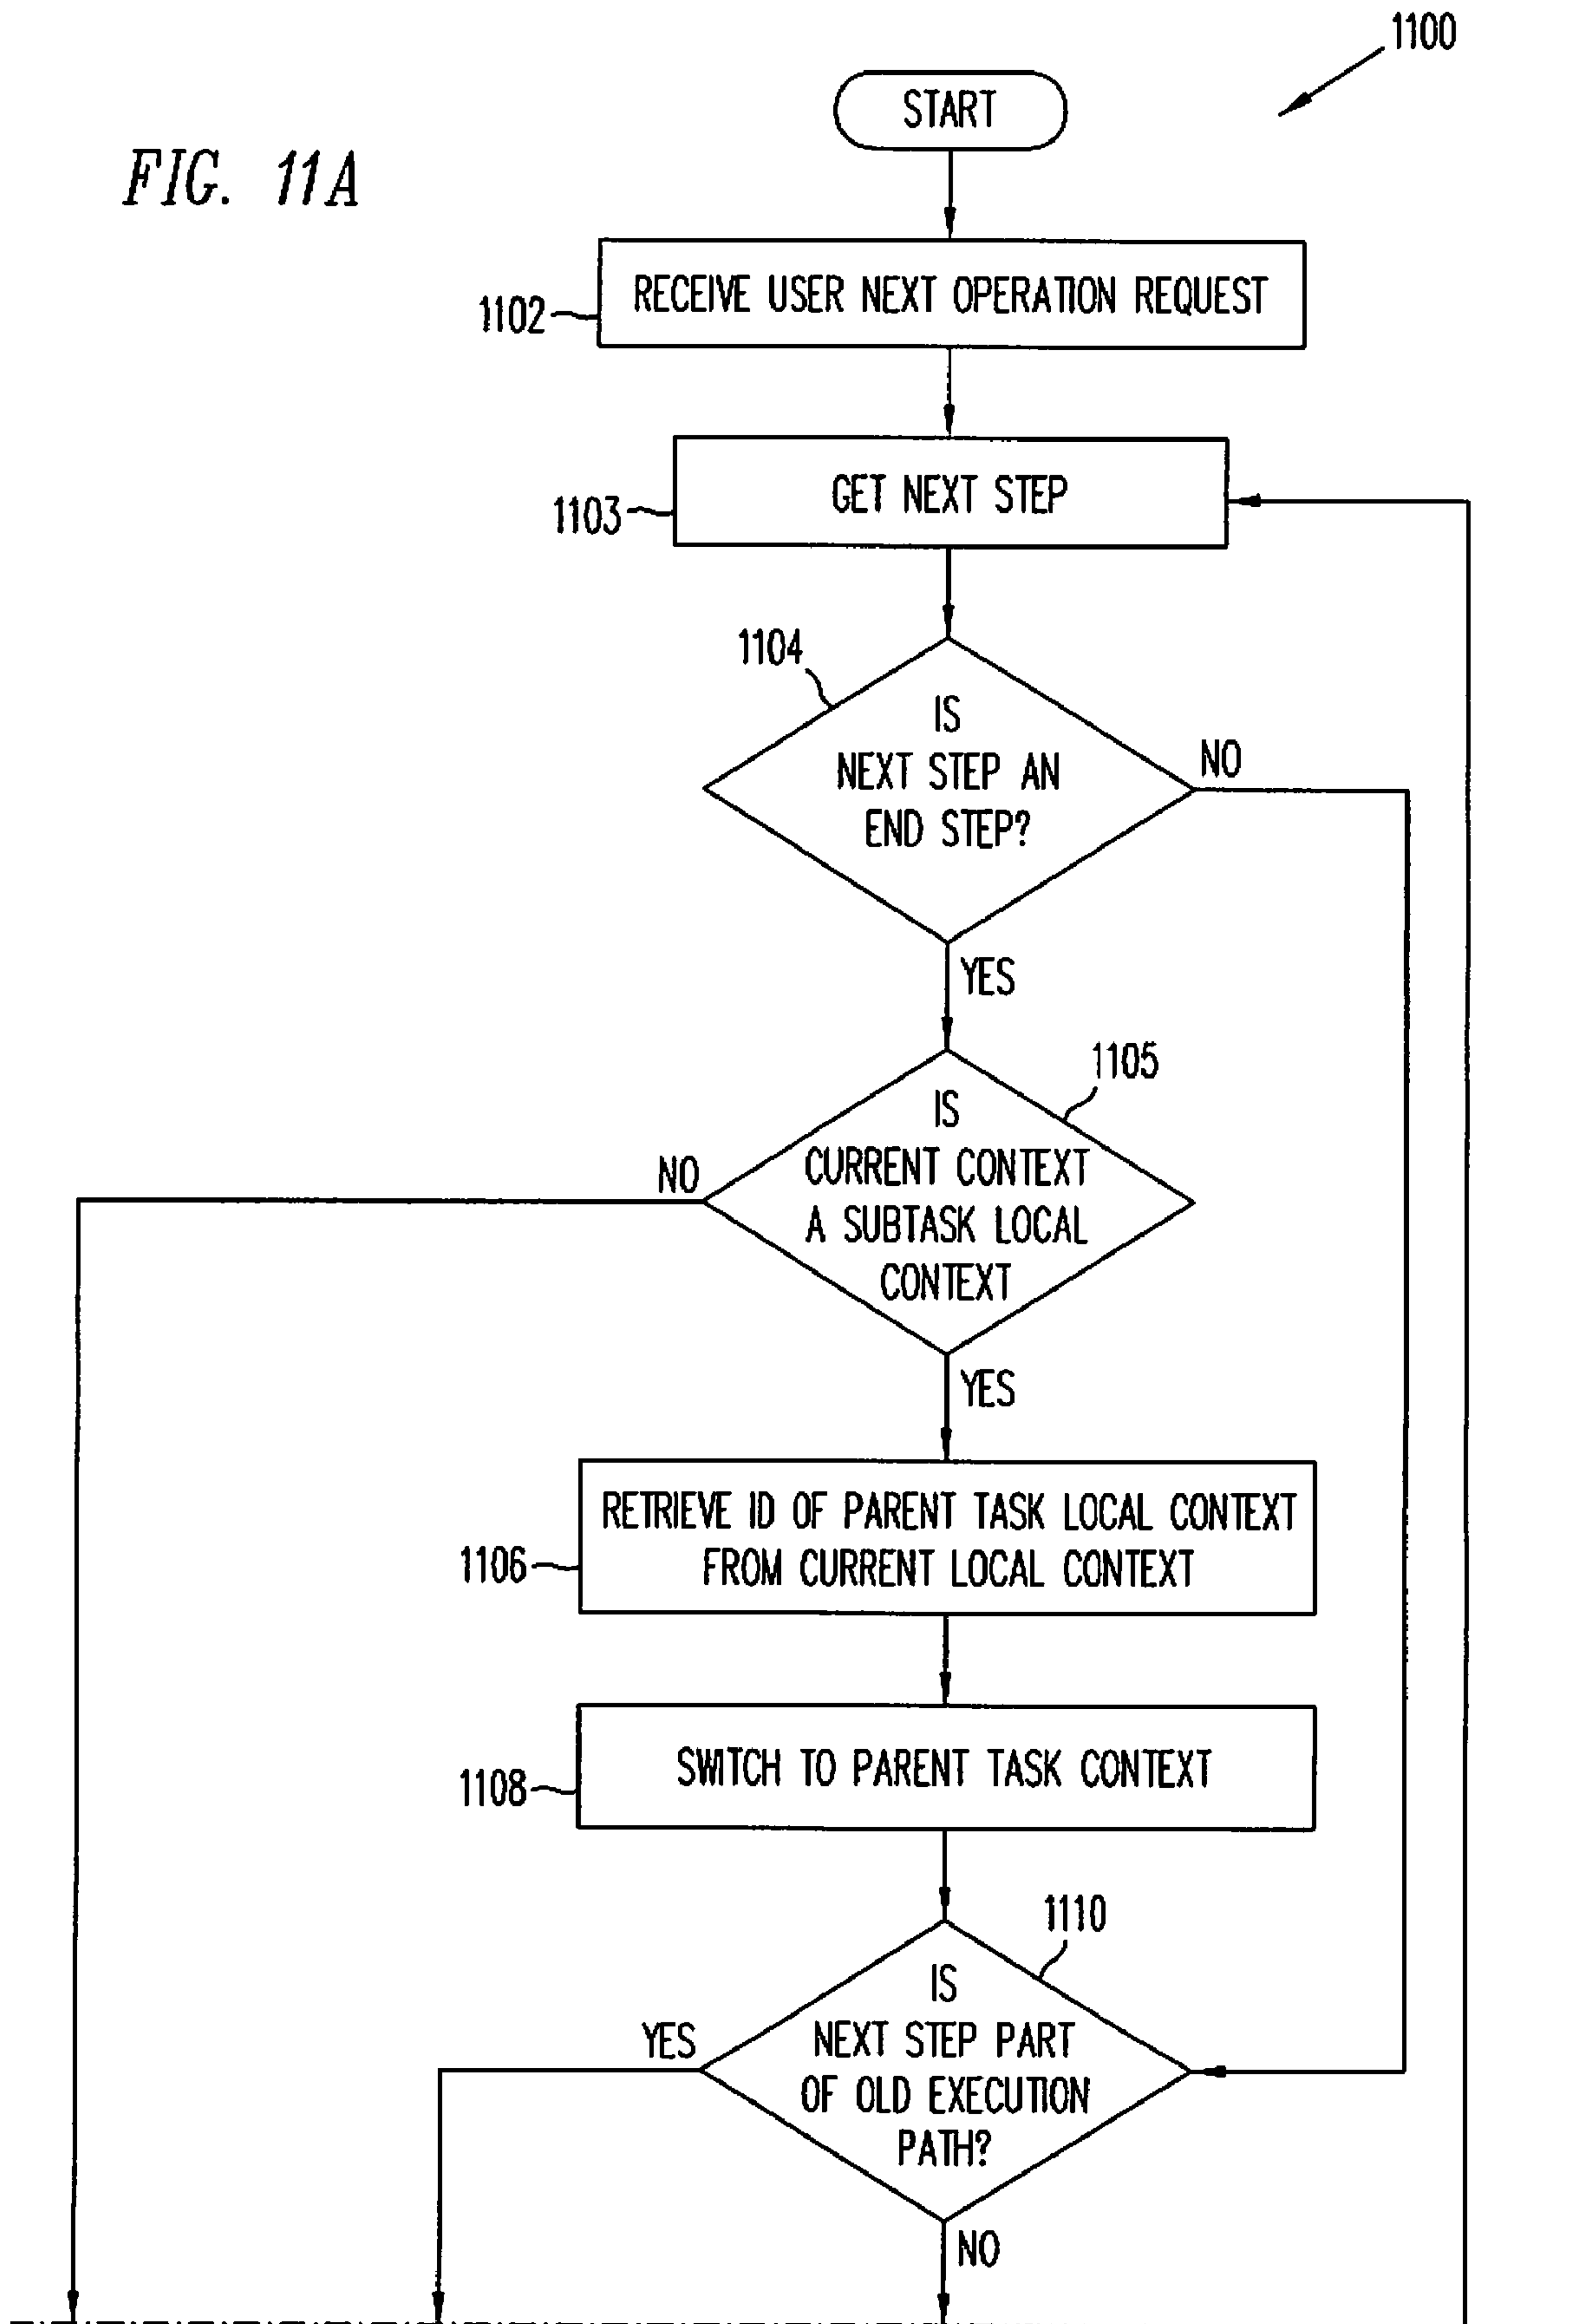 1100
START
FIG. 11A
RECEIVE USER NEXT OPERATION REQUEST
1102
GET NEXT STEP
1103
1104
IS
NEXT STEP AN
END STEP?
NO
YES
1105
IS
CURRENT CONTEXT
A SUBTASK LOCAL
CONTEXT
NO
YES
RETRIEVE ID OF PARENT TASK LOCAL CONTEXT
FROM CURRENT LOCAL CONTEXT
1106
SWITCH TO PARENT TASK CONTEXT
1108
1110
IS
NEXT STEP PART
OF OLD EXECUTION
PATH?
YES
NO